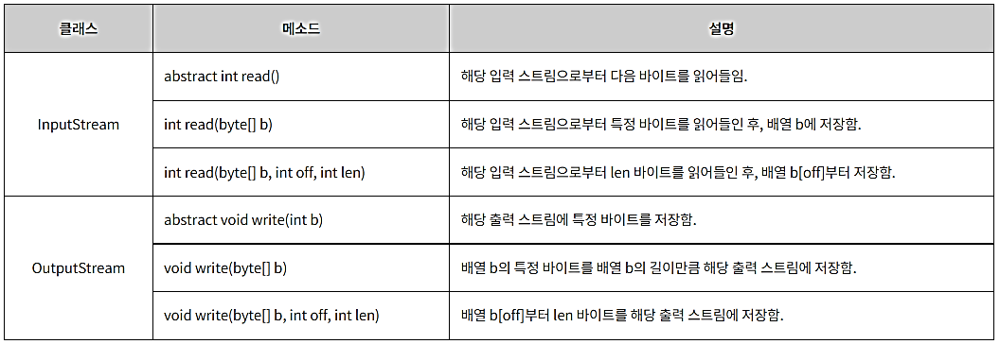 클래스 메소드 설명
InputStream
abstract int read() 해당 입력 스트림으로부터 다음 바이트를 읽어들임.
int read(byte[] b) 해당 입력 스트림으로부터 특정 바이트를 읽어들인 후, 배열 b에 저장함.
int read(byte[] b, int off, int len) 해당 입력 스트림으로부터 len 바이트를 읽어들인 후, 배열 b[off]부터 저장함.
OutputStream
abstract void write(int b) 해당 출력 스트림에 특정 바이트를 저장함.
void write(byte[] b) 배열 b의 특정 바이트를 배열 b의 길이만큼 해당 출력 스트림에 저장함.
void write(byte[] b, int off, int len) 배열 b[off]부터 len 바이트를 해당 출력 스트림에 저장함.